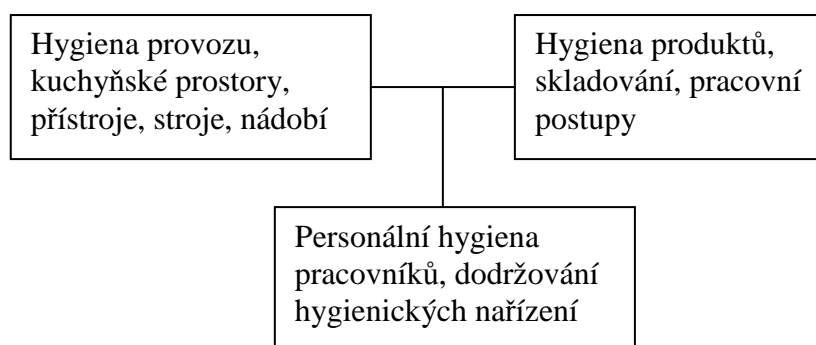 Hygiena provozu,
kuchyňské prostory,
přístroje, stroje, nádobí
Hygiena produktů,
skladování, pracovní
postupy
Personální hygiena
pracovníků, dodržování
hygienických nařízení